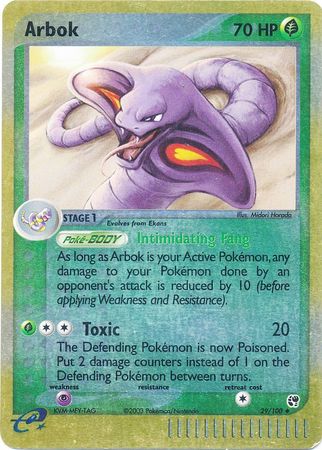 Arbok 70 HP
Illus. Midori Harada
STAGE 1
Evolves from Ekans
Poké-BODY Intimidating Fang
As long as Arbok is your Active Pokémon, any
damage to your Pokémon done by an
opponent's attack is reduced by 10 (before
applying Weakness and Resistance).
Toxic 20
The Defending Pokémon is now Poisoned.
Put 2 damage counters instead of 1 on
the Defending Pokémon between turns.
weakness resistance retreat cost
KVM-MEY-TAG ©2003 Pokémon/Nintendo 29/100
e